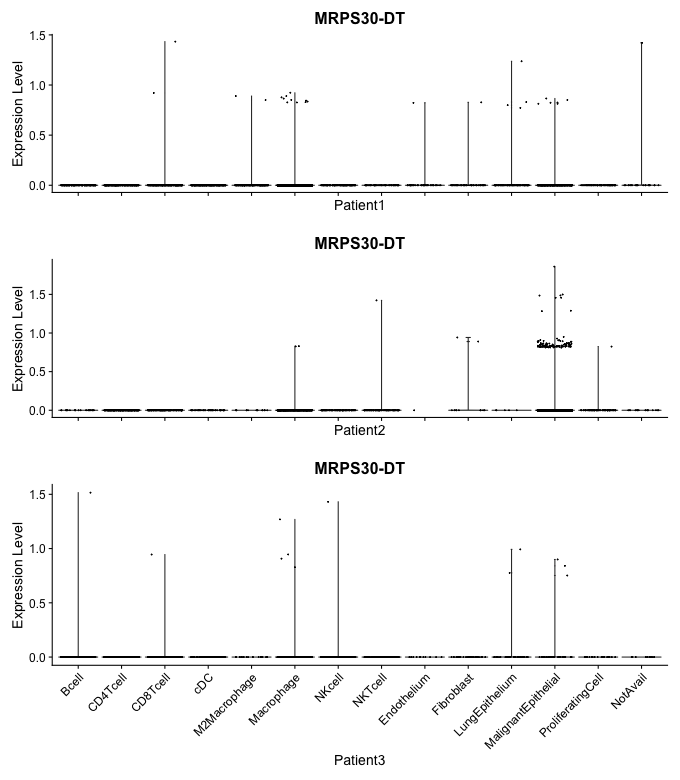 MRPS30-DT
Expression Level
1.5
1.0
0.5
0.0
Patient1
MRPS30-DT
Expression Level
1.5
1.0
0.5
0.0
Patient2
MRPS30-DT
Expression Level
1.5
1.0
0.5
0.0
Bcell
CD4Tcell
CD8Tcell
cDC
M2Macrophage
Macrophage
NKcell
NKTcell
Endothelium
Fibroblast
LungEpithelium
MalignantEpithelial
ProliferatingCell
NotAvail
Patient3